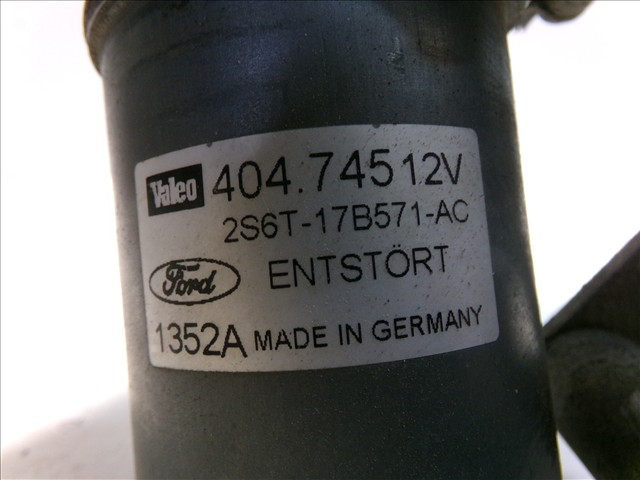 Valeo 404.745 12V
2S6T-17B571-AC
Ford ENTSTÖRT
1352A MADE IN GERMANY